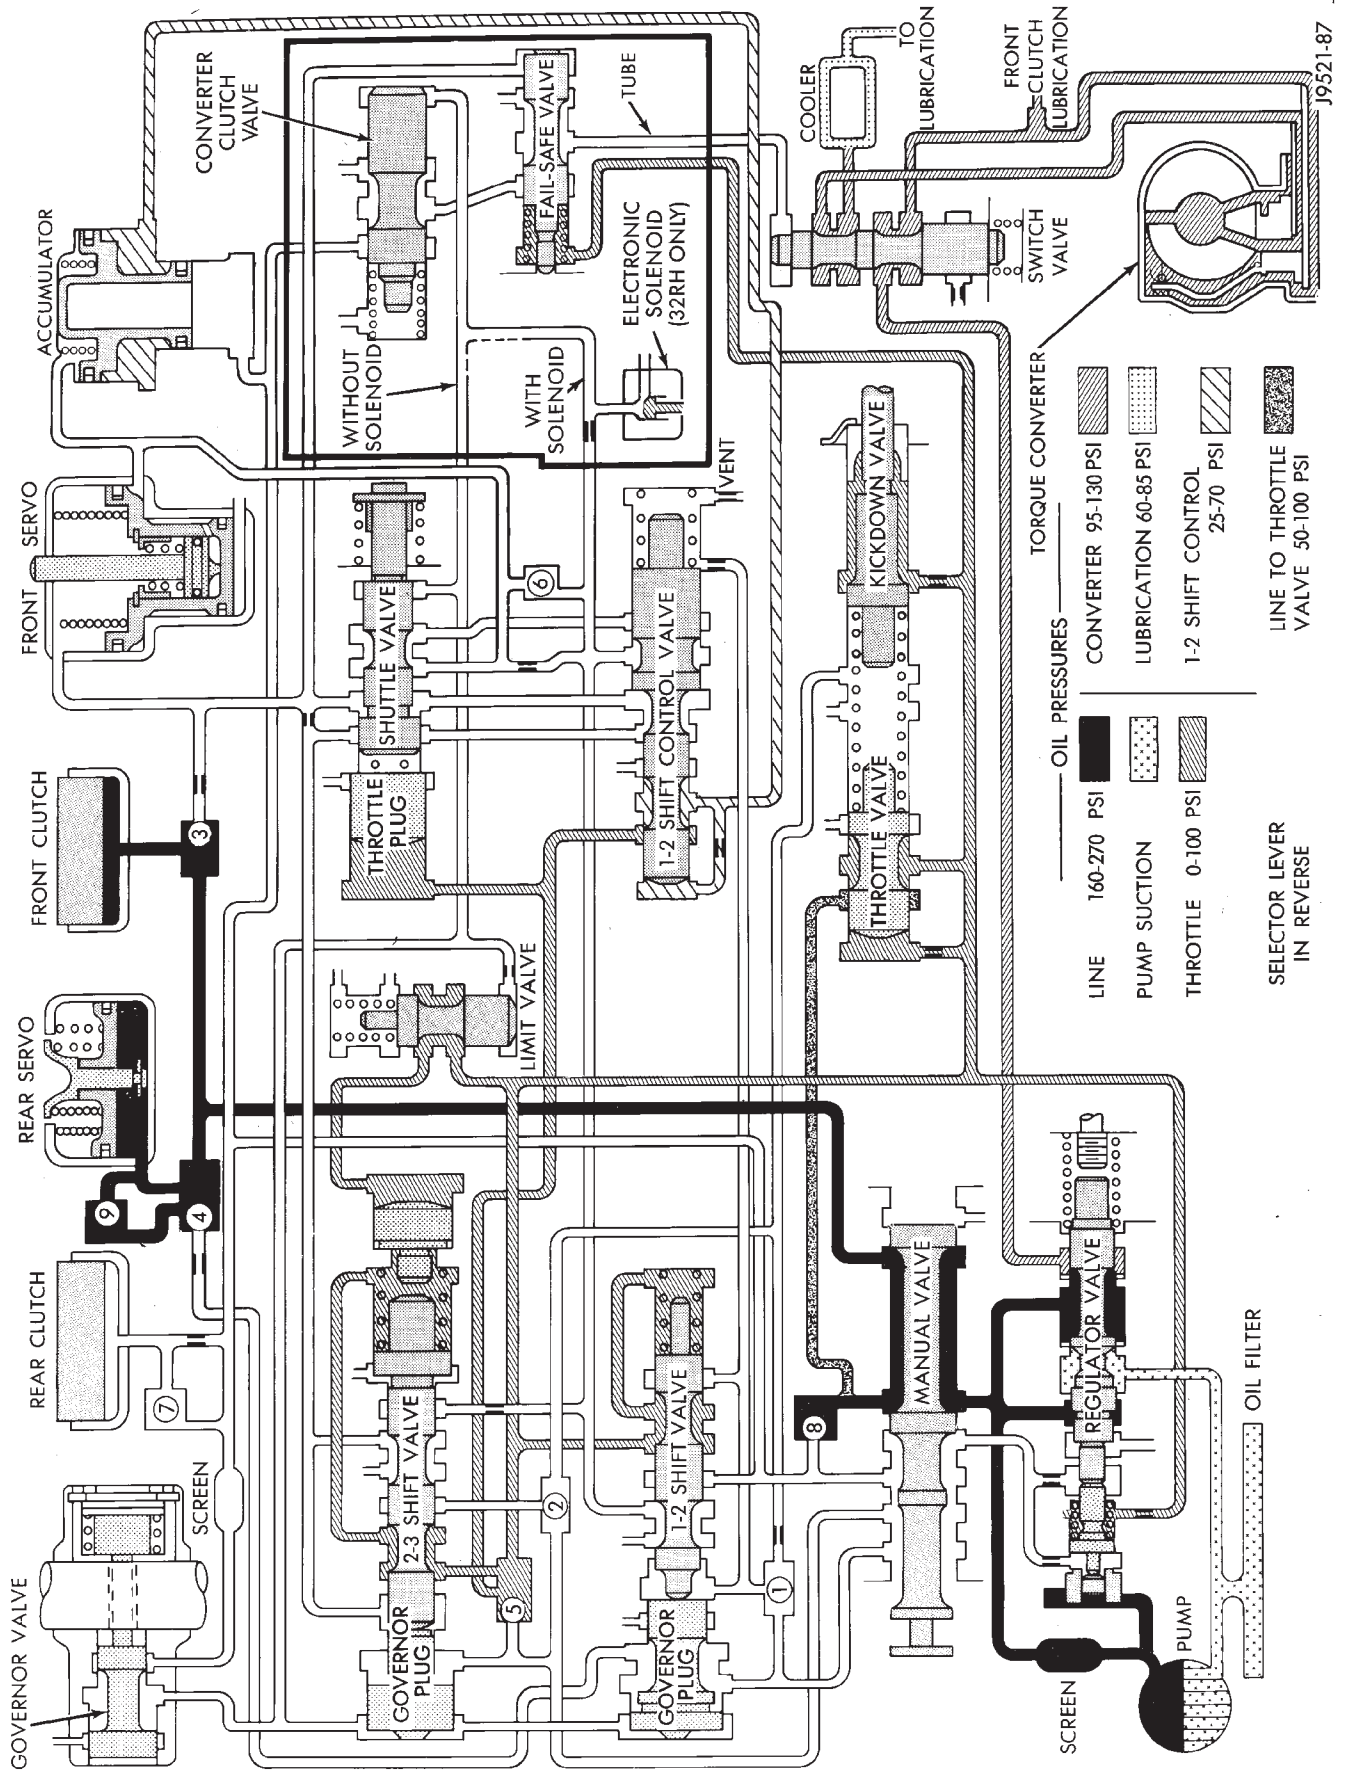 GOVERNOR VALVE
SCREEN
REAR CLUTCH
7
REAR SERVO
9
4
FRONT CLUTCH
3
FRONT SERVO
ACCUMULATOR
CONVERTER
CLUTCH
VALVE
GOVERNOR
PLUG
2-3 SHIFT VALVE
5
2
LIMIT VALVE
THROTTLE
PLUG
SHUTTLE VALVE
WITHOUT
SOLENOID
WITH
SOLENOID
6
FAIL-SAFE VALVE
ELECTRONIC
SOLENOID
(32RH ONLY)
TUBE
GOVERNOR
PLUG
1-2 SHIFT VALVE
1
8
1-2 SHIFT CONTROL VALVE
VENT
COOLER
TO
LUBRICATION
FRONT
CLUTCH
LUBRICATION
SWITCH
VALVE
MANUAL VALVE
THROTTLE VALVE
KICKDOWN VALVE
TORQUE CONVERTER
SCREEN
PUMP
REGULATOR VALVE
OIL FILTER
OIL PRESSURES
LINE 160-270 PSI
PUMP SUCTION
THROTTLE 0-100 PSI
CONVERTER 95-130 PSI
LUBRICATION 60-85 PSI
1-2 SHIFT CONTROL
25-70 PSI
LINE TO THROTTLE
VALVE 50-100 PSI
SELECTOR LEVER
IN REVERSE
J9521-87